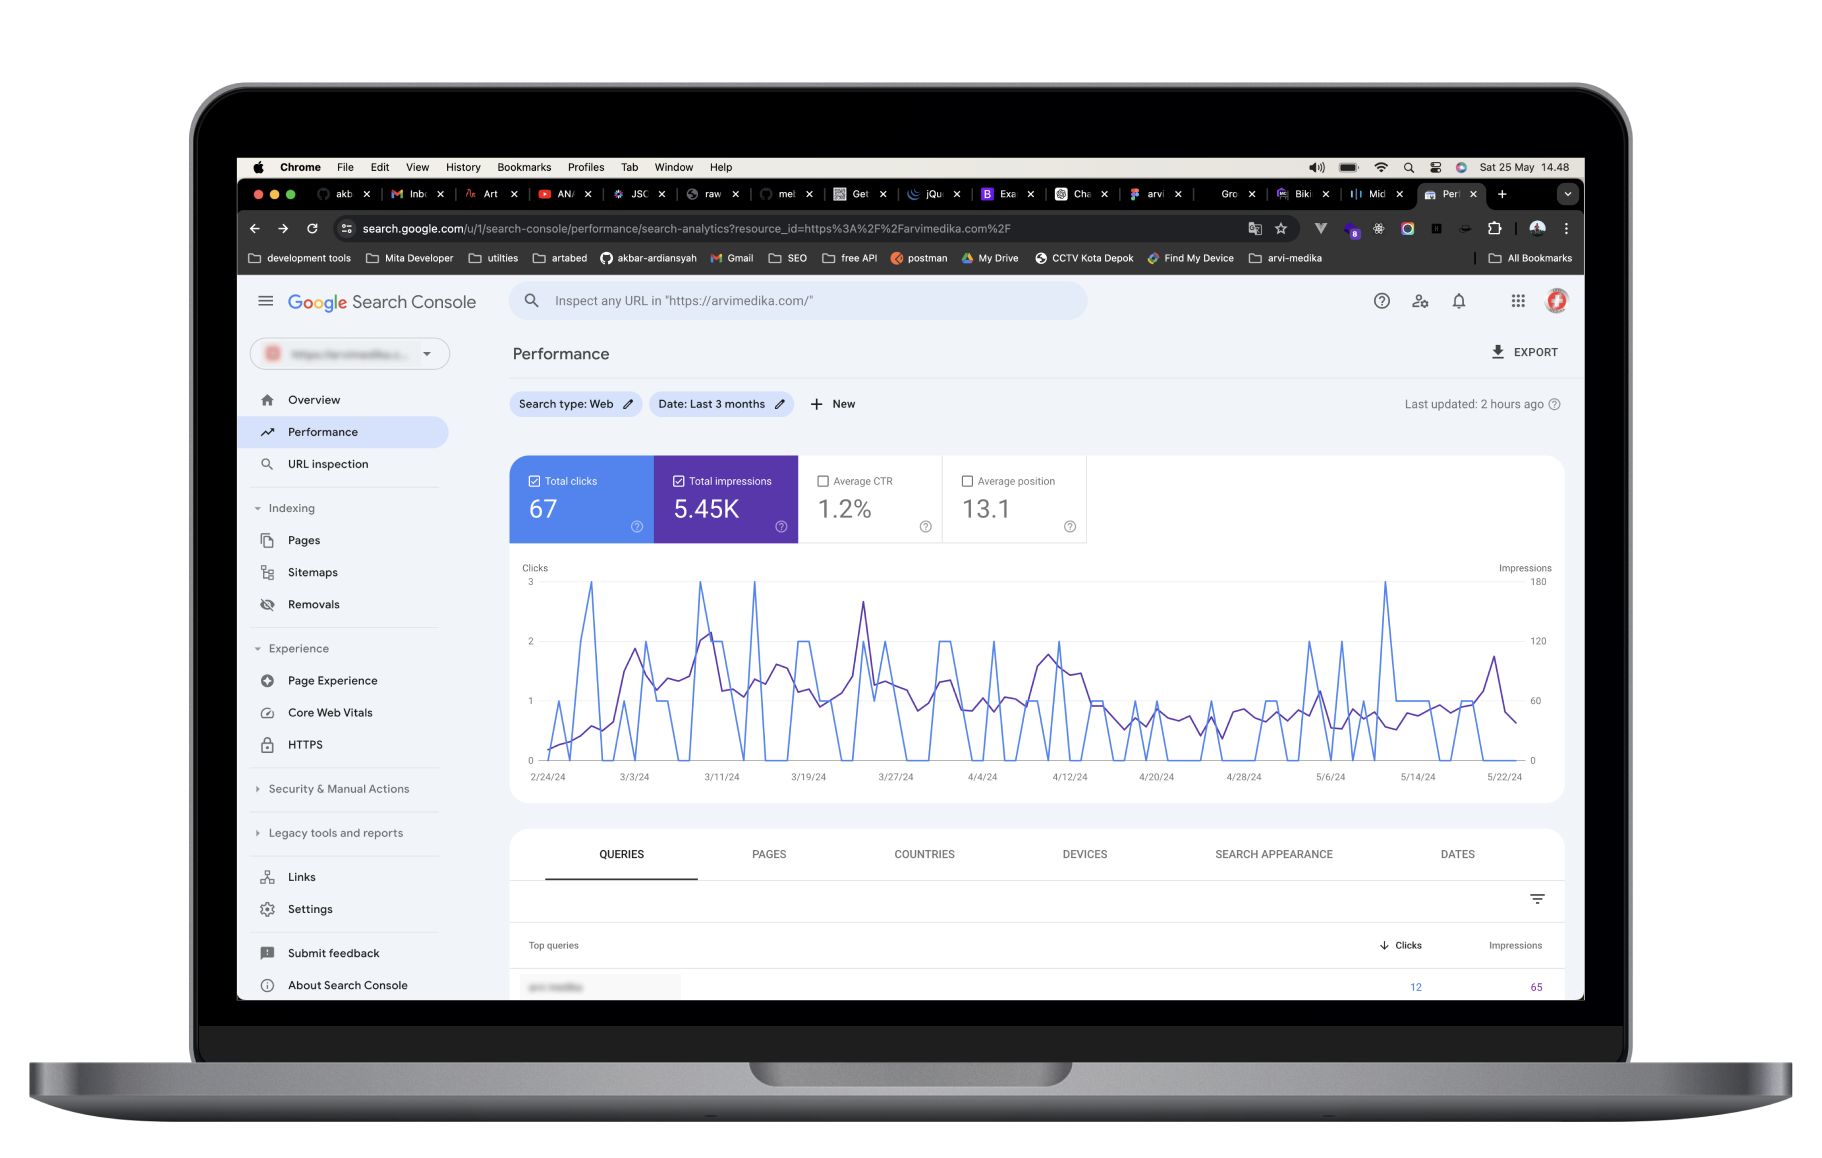 Chrome File Edit View History Bookmarks Profiles Tab Window Help Sat 25 May 14.48
akb Inbc Art AN/ JSC raw mel Get jQu Exa Cha arvi Gro Biki Mid Perf
search.google.com/u/1/search-console/performance/search-analytics?resource_id=https%3A%2F%2Farvimedika.com%2F
8
development tools Mita Developer utilties artabed akbar-ardiansyah Gmail SEO free API postman My Drive CCTV Kota Depok Find My Device arvi-medika All Bookmarks
Google Search Console
Inspect any URL in "https://arvimedika.com/"
Performance
EXPORT
Overview
Performance
URL inspection
Indexing
Pages
Sitemaps
Removals
Experience
Page Experience
Core Web Vitals
HTTPS
Security & Manual Actions
Legacy tools and reports
Links
Settings
Submit feedback
About Search Console
Search type: Web Date: Last 3 months New
Last updated: 2 hours ago
Total clicks
67
Total impressions
5.45K
Average CTR
1.2%
Average position
13.1
Clicks Impressions
3 180
2 120
1 60
0 0
2/24/24 3/3/24 3/11/24 3/19/24 3/27/24 4/4/24 4/12/24 4/20/24 4/28/24 5/6/24 5/14/24 5/22/24
QUERIES PAGES COUNTRIES DEVICES SEARCH APPEARANCE DATES
Top queries Clicks Impressions
12 65